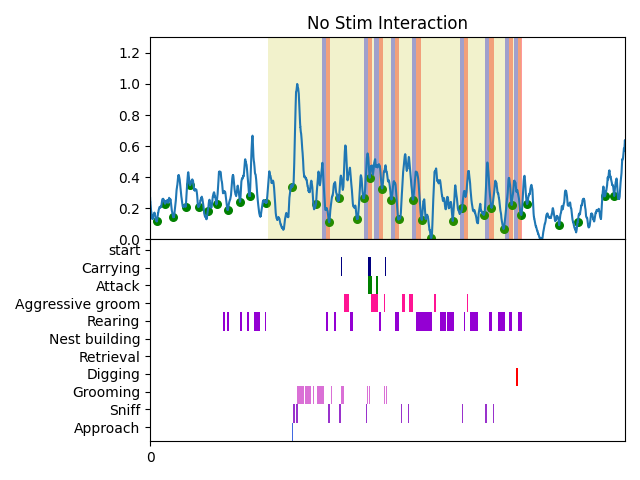 No Stim Interaction
1.2
1.0
0.8
0.6
0.4
0.2
0.0
start
Carrying
Attack
Aggressive groom
Rearing
Nest building
Retrieval
Digging
Grooming
Sniff
Approach
0